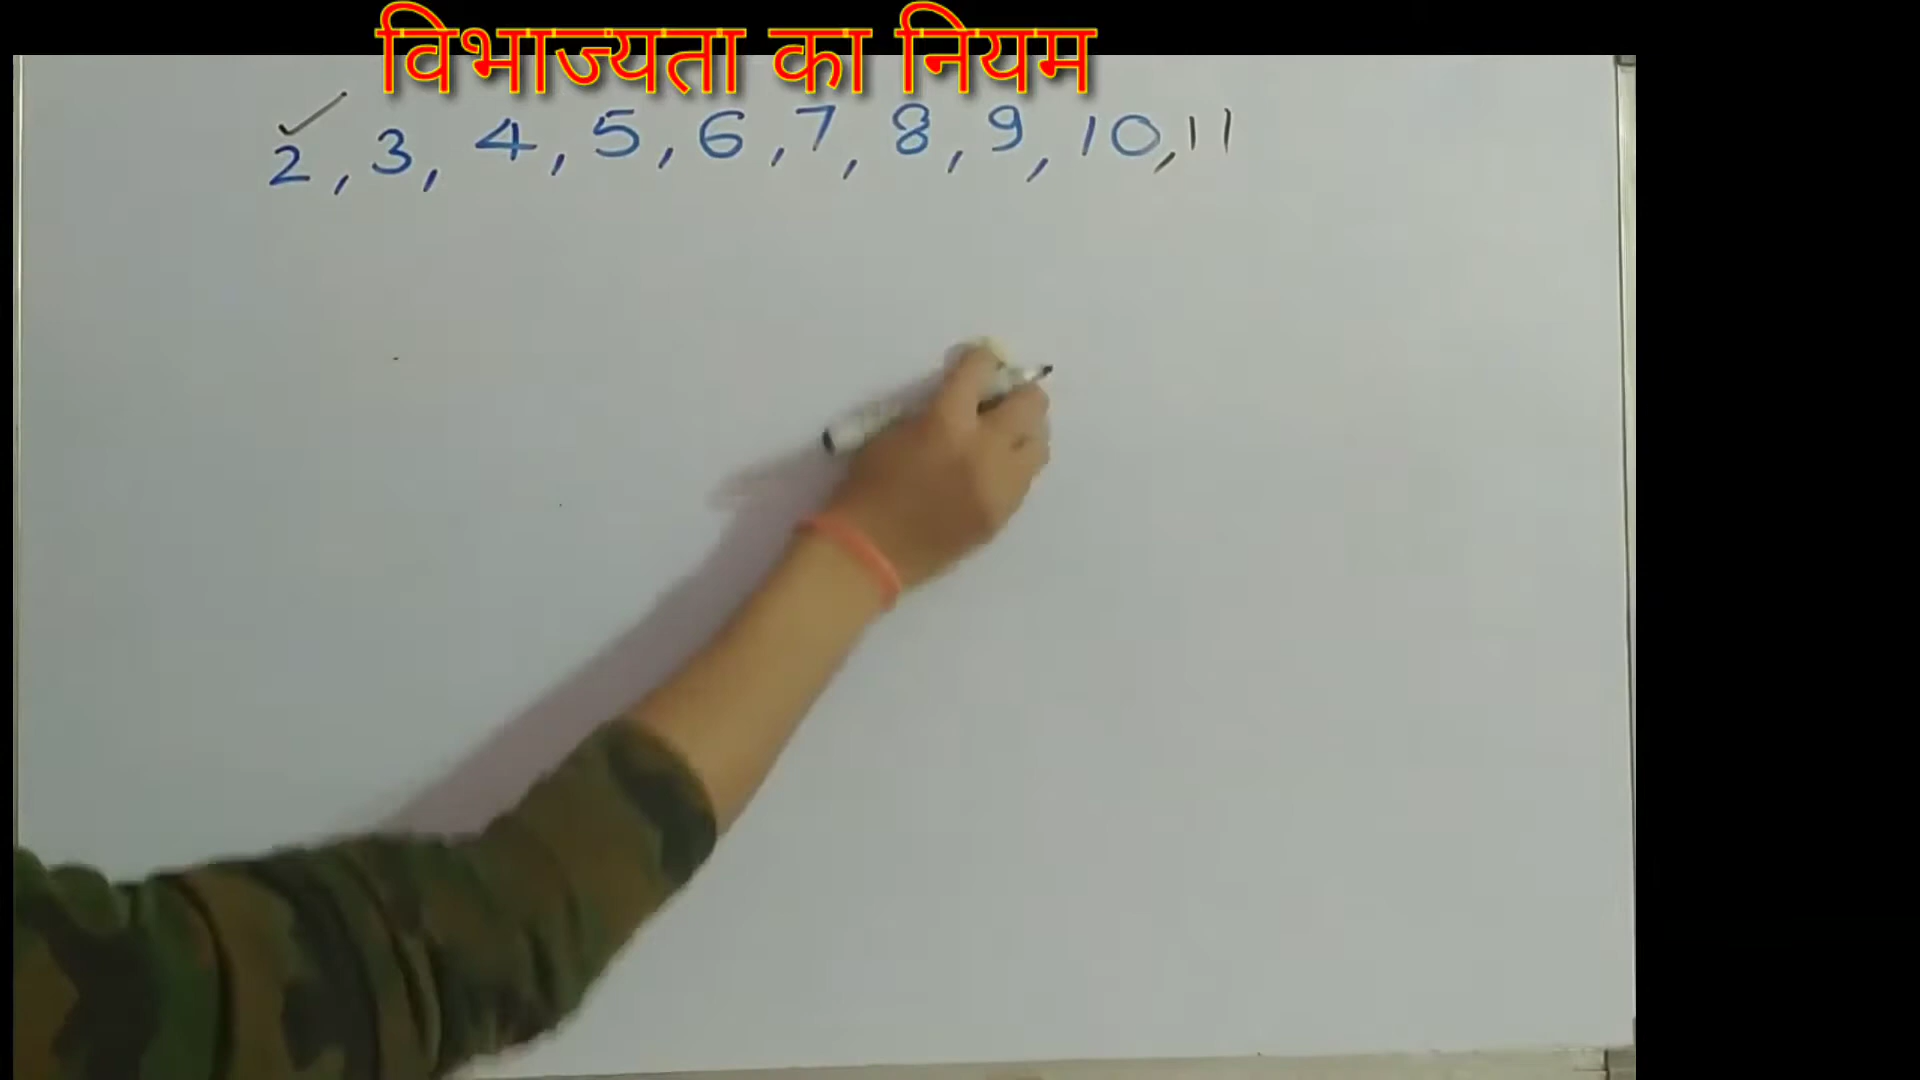 विभाज्यता का नियम
2, 3, 4, 5, 6, 7, 8, 9, 10, 11